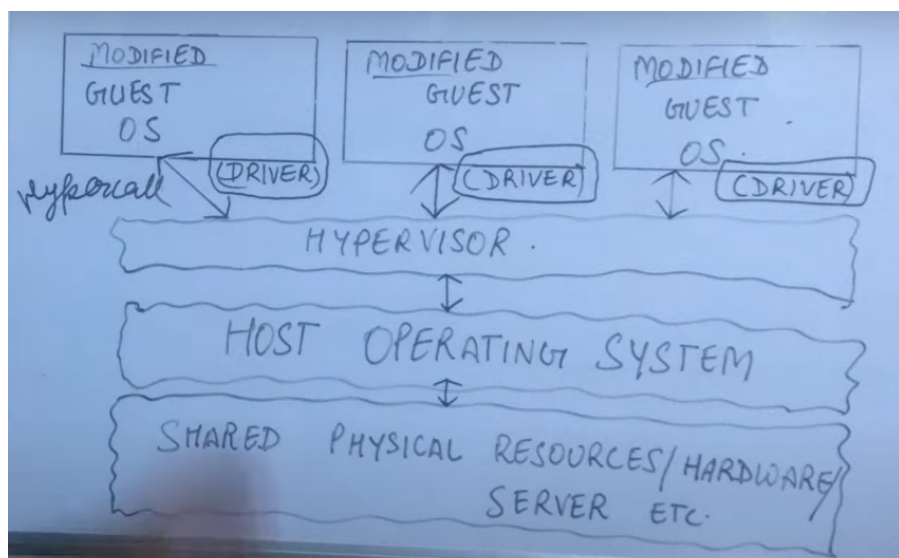 MODIFIED
GUEST
OS
(DRIVER)
MODIFIED
GUEST
OS
(DRIVER)
MODIFIED
GUEST
OS.
(DRIVER)
Hypercall
HYPERVISOR.
HOST OPERATING SYSTEM
SHARED PHYSICAL RESOURCES/HARDWARE/
SERVER ETC.